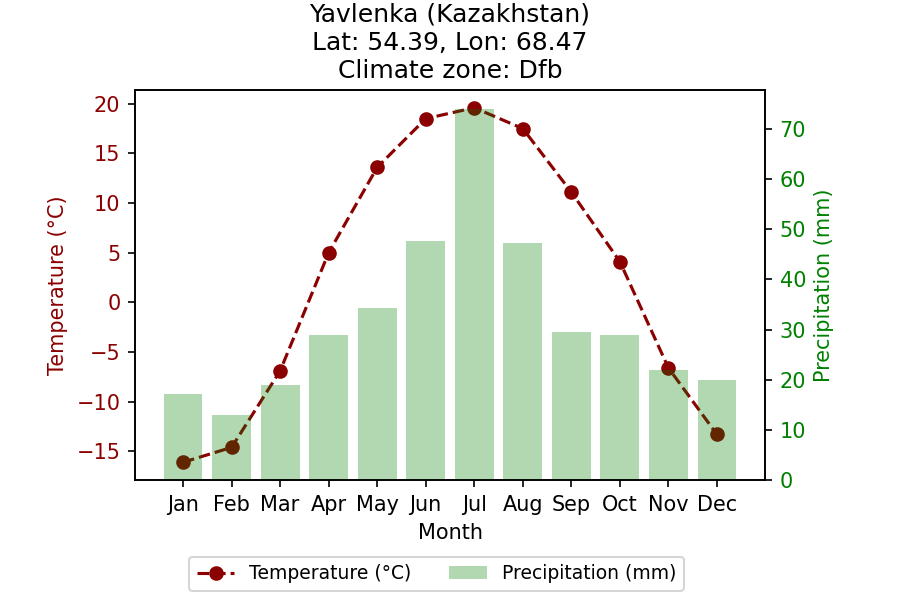 Yavlenka (Kazakhstan)
Lat: 54.39, Lon: 68.47
Climate zone: Dfb
Temperature (°C)
20
15
10
5
0
−5
−10
−15
70
60
50
40
30
20
10
0
Precipitation (mm)
Jan Feb Mar Apr May Jun Jul Aug Sep Oct Nov Dec
Month
Temperature (°C) Precipitation (mm)